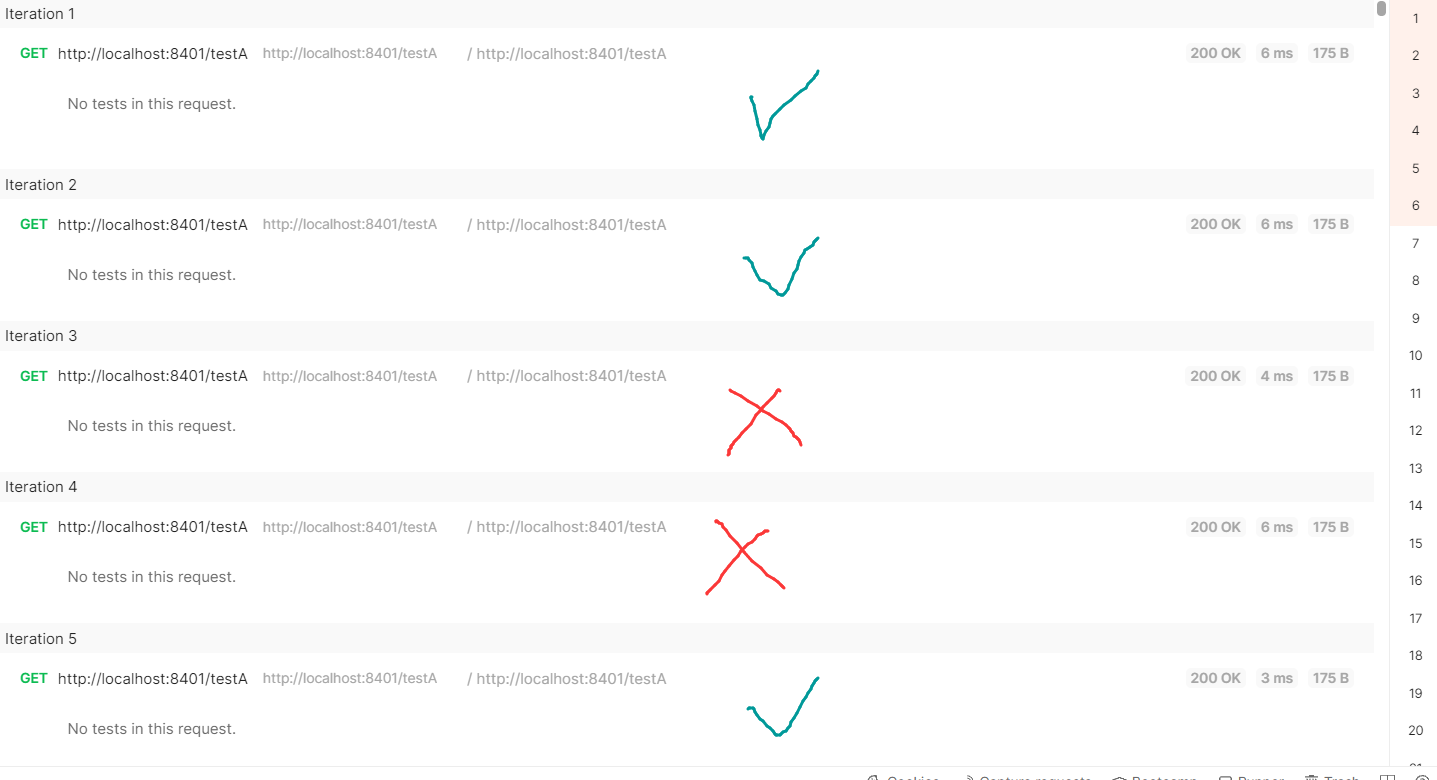 Iteration 1
GET http://localhost:8401/testA http://localhost:8401/testA / http://localhost:8401/testA 200 OK 6 ms 175 B
No tests in this request.
Iteration 2
GET http://localhost:8401/testA http://localhost:8401/testA / http://localhost:8401/testA 200 OK 6 ms 175 B
No tests in this request.
Iteration 3
GET http://localhost:8401/testA http://localhost:8401/testA / http://localhost:8401/testA 200 OK 4 ms 175 B
No tests in this request.
Iteration 4
GET http://localhost:8401/testA http://localhost:8401/testA / http://localhost:8401/testA 200 OK 6 ms 175 B
No tests in this request.
Iteration 5
GET http://localhost:8401/testA http://localhost:8401/testA / http://localhost:8401/testA 200 OK 3 ms 175 B
No tests in this request.
1
2
3
4
5
6
7
8
9
10
11
12
13
14
15
16
17
18
19
20
Cookies Capture requests Bootcamp Runner Trash